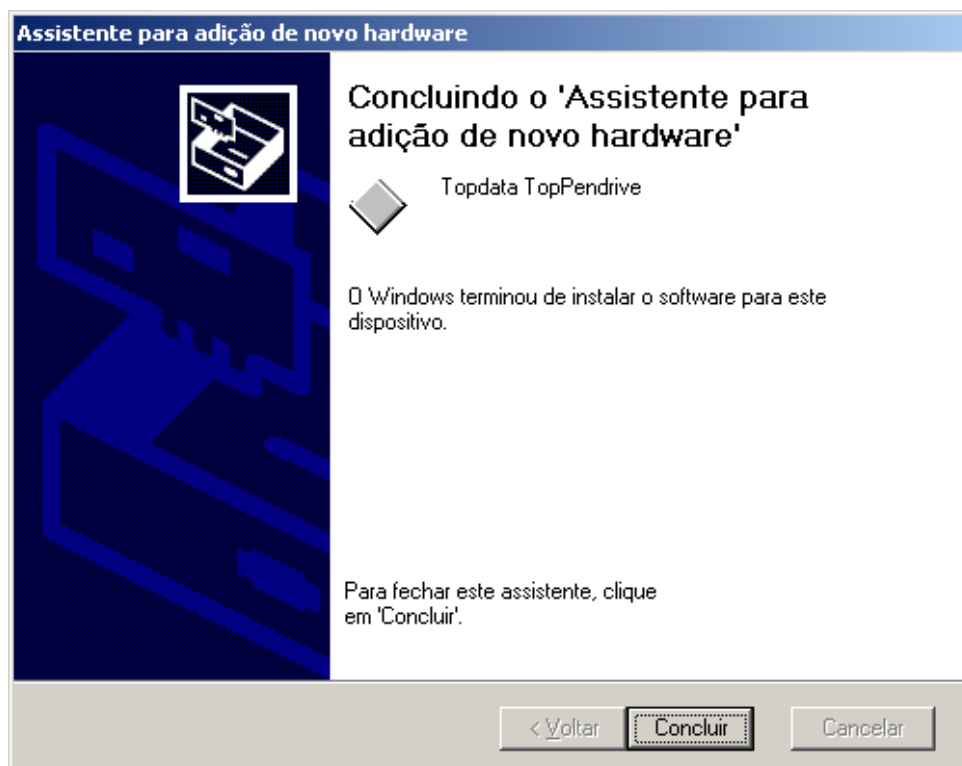 Assistente para adição de novo hardware
Concluindo o 'Assistente para
adição de novo hardware'
Topdata TopPendrive
O Windows terminou de instalar o software para este
dispositivo.
Para fechar este assistente, clique
em 'Concluir'.
< Voltar
Concluir
Cancelar